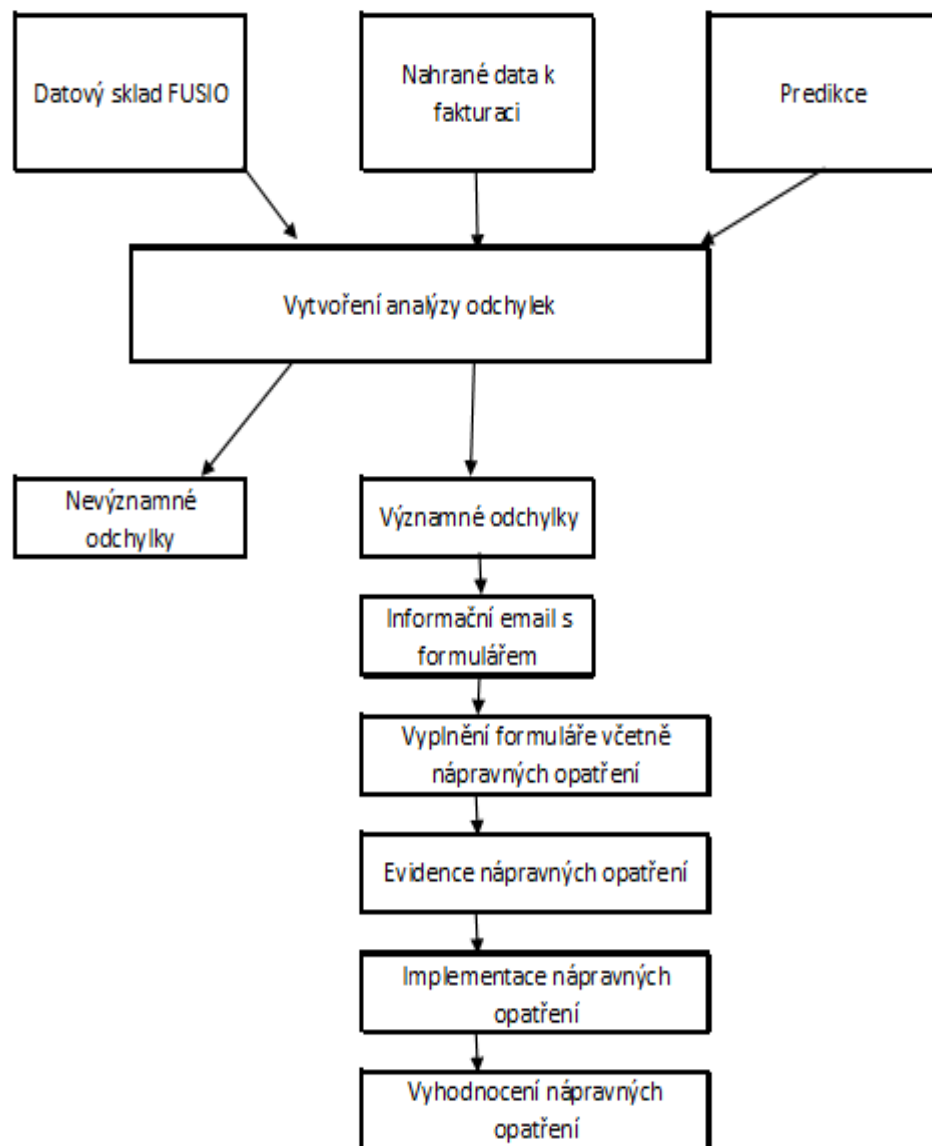 Datový sklad FUSIO
Nahrané data k
fakturaci
Predikce
Vytvoření analýzy odchylek
Nevýznamné
odchylky
Významné odchylky
Informační email s
formulářem
Vyplnění formuláře včetně
nápravných opatření
Evidence nápravných opatření
Implementace nápravných
opatření
Vyhodnocení nápravných
opatření